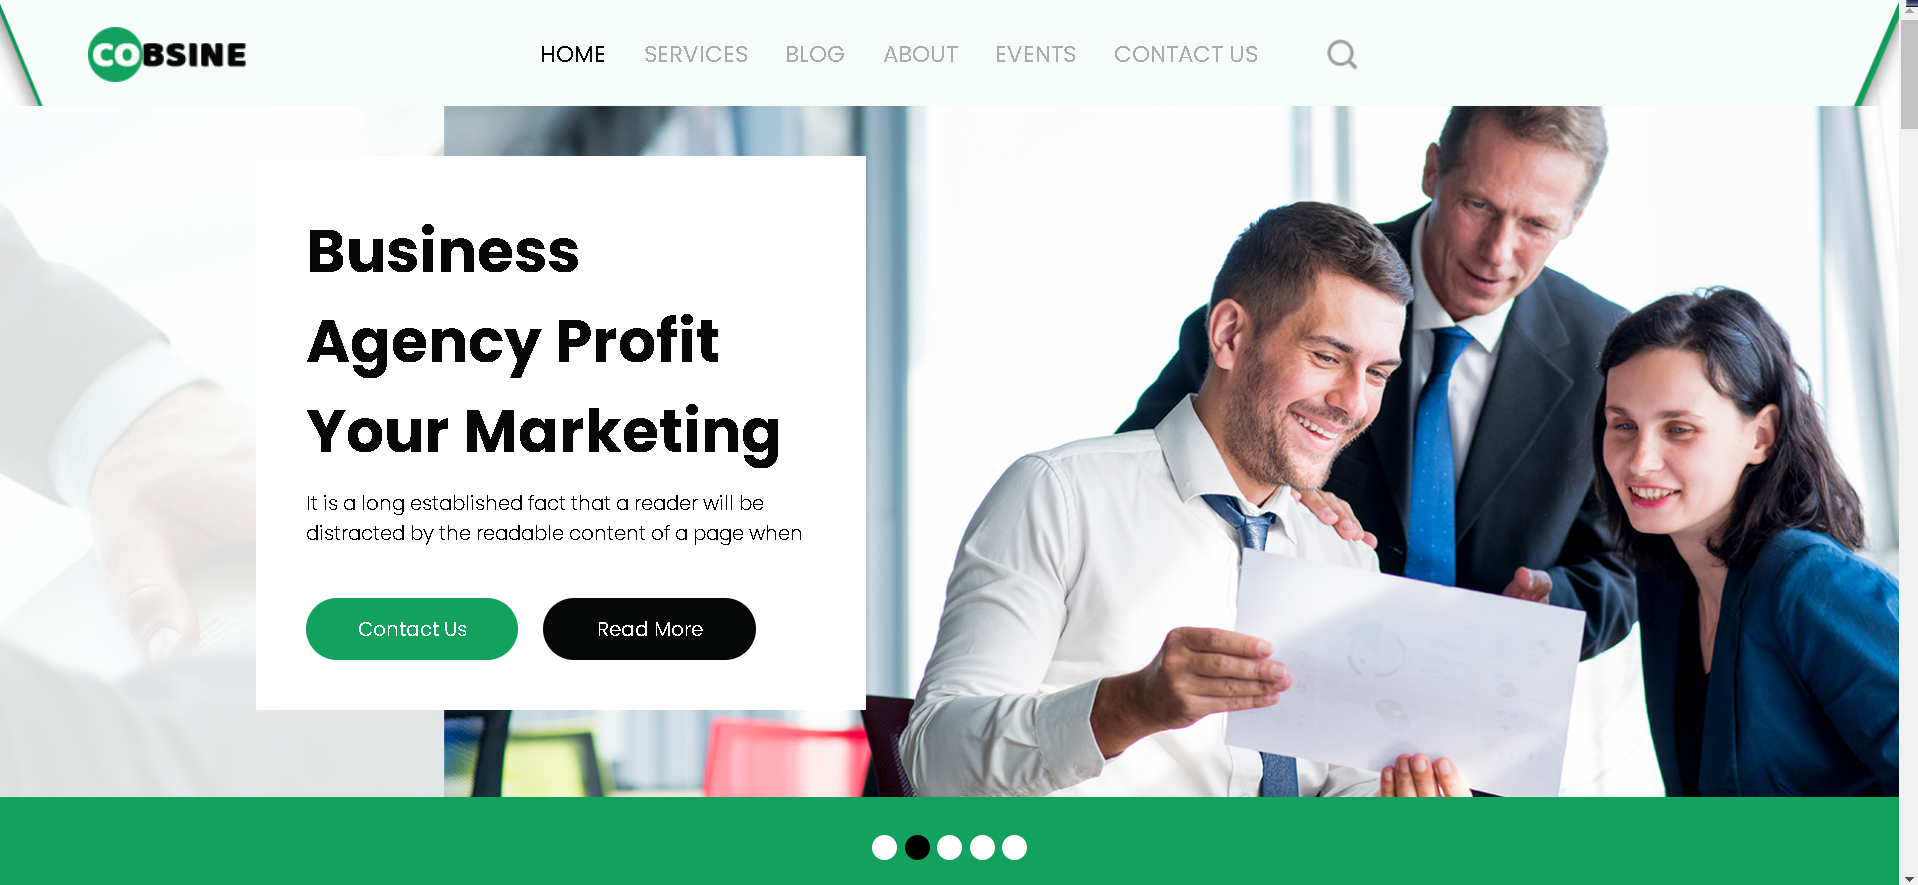 COBSINE
HOME SERVICES BLOG ABOUT EVENTS CONTACT US
Business
Agency Profit
Your Marketing
It is a long established fact that a reader will be
distracted by the readable content of a page when
Contact Us Read More